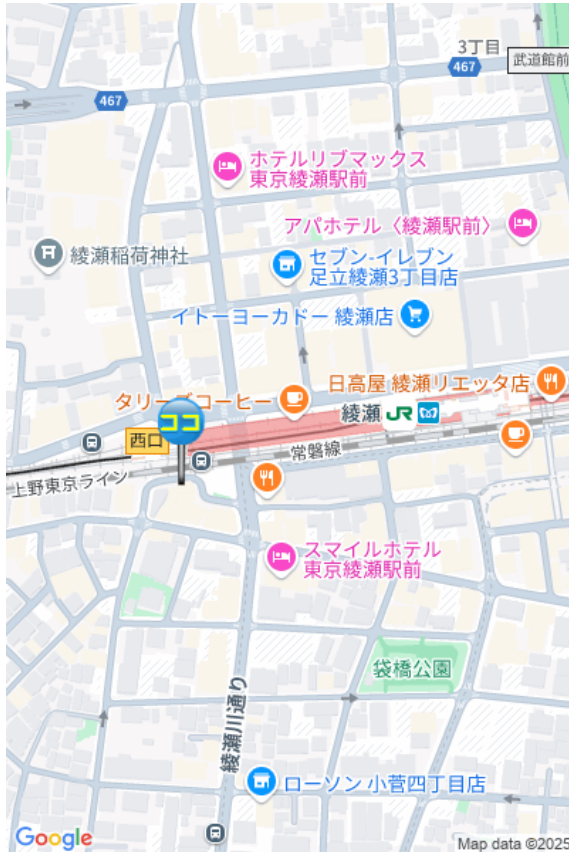 3丁目
467
武道館前
467
ホテルリブマックス
東京綾瀬駅前
アパホテル〈綾瀬駅前〉
綾瀬稲荷神社
セブン-イレブン
足立綾瀬3丁目店
イトーヨーカドー 綾瀬店
日高屋 綾瀬リエッタ店
タリーズコーヒー
綾瀬 JR
ココ
西口
常磐線
上野東京ライン
スマイルホテル
東京綾瀬駅前
袋橋公園
綾瀬川通り
ローソン 小菅四丁目店
Google
Map data ©2025